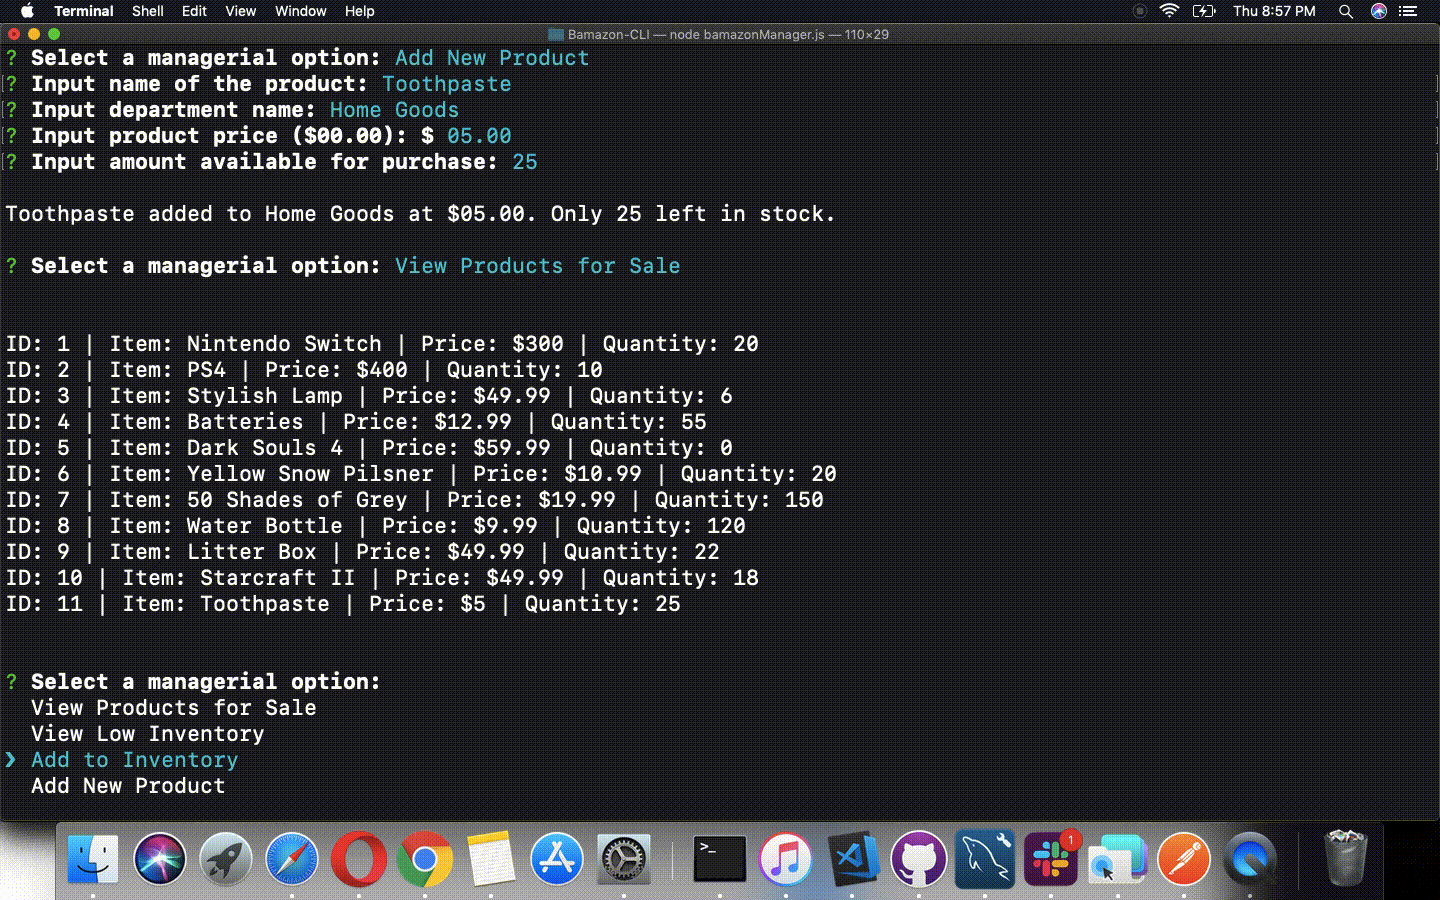 Terminal Shell Edit View Window Help Thu 8:57 PM
Bamazon-CLI — node bamazonManager.js — 110×29
? Select a managerial option: Add New Product
[? Input name of the product: Toothpaste ]
[? Input department name: Home Goods ]
[? Input product price ($00.00): $ 05.00 ]
[? Input amount available for purchase: 25 ]
Toothpaste added to Home Goods at $05.00. Only 25 left in stock.
? Select a managerial option: View Products for Sale
ID: 1 | Item: Nintendo Switch | Price: $300 | Quantity: 20
ID: 2 | Item: PS4 | Price: $400 | Quantity: 10
ID: 3 | Item: Stylish Lamp | Price: $49.99 | Quantity: 6
ID: 4 | Item: Batteries | Price: $12.99 | Quantity: 55
ID: 5 | Item: Dark Souls 4 | Price: $59.99 | Quantity: 0
ID: 6 | Item: Yellow Snow Pilsner | Price: $10.99 | Quantity: 20
ID: 7 | Item: 50 Shades of Grey | Price: $19.99 | Quantity: 150
ID: 8 | Item: Water Bottle | Price: $9.99 | Quantity: 120
ID: 9 | Item: Litter Box | Price: $49.99 | Quantity: 22
ID: 10 | Item: Starcraft II | Price: $49.99 | Quantity: 18
ID: 11 | Item: Toothpaste | Price: $5 | Quantity: 25
? Select a managerial option:
View Products for Sale
View Low Inventory
❯ Add to Inventory
Add New Product
>_
1